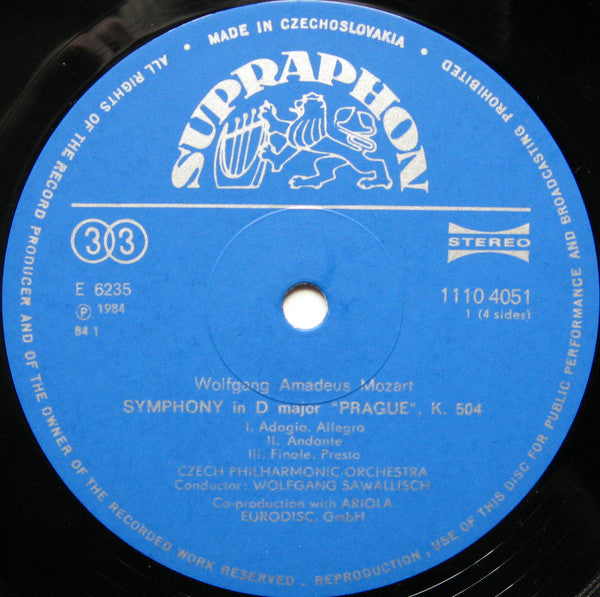 ALL RIGHTS OF THE RECORD PRODUCER AND OF THE OWNER OF THE RECORDED WORK RESERVED . REPRODUCTION , USE OF THIS DISC FOR PUBLIC PERFORMANCE AND BROADCASTING PROHIBITED
• MADE IN CZECHOSLOVAKIA •
SUPRAPHON
33
STEREO
E 6235
℗ 1984
84 1
1110 4051
1 (4 sides)
Wolfgang Amadeus Mozart
SYMPHONY in D major "PRAGUE", K. 504
I. Adagio, Allegro
II. Andante
III. Finale. Presto
CZECH PHILHARMONIC ORCHESTRA
Conductor: WOLFGANG SAWALLISCH
Co-production with ARIOLA
EURODISC, GmbH